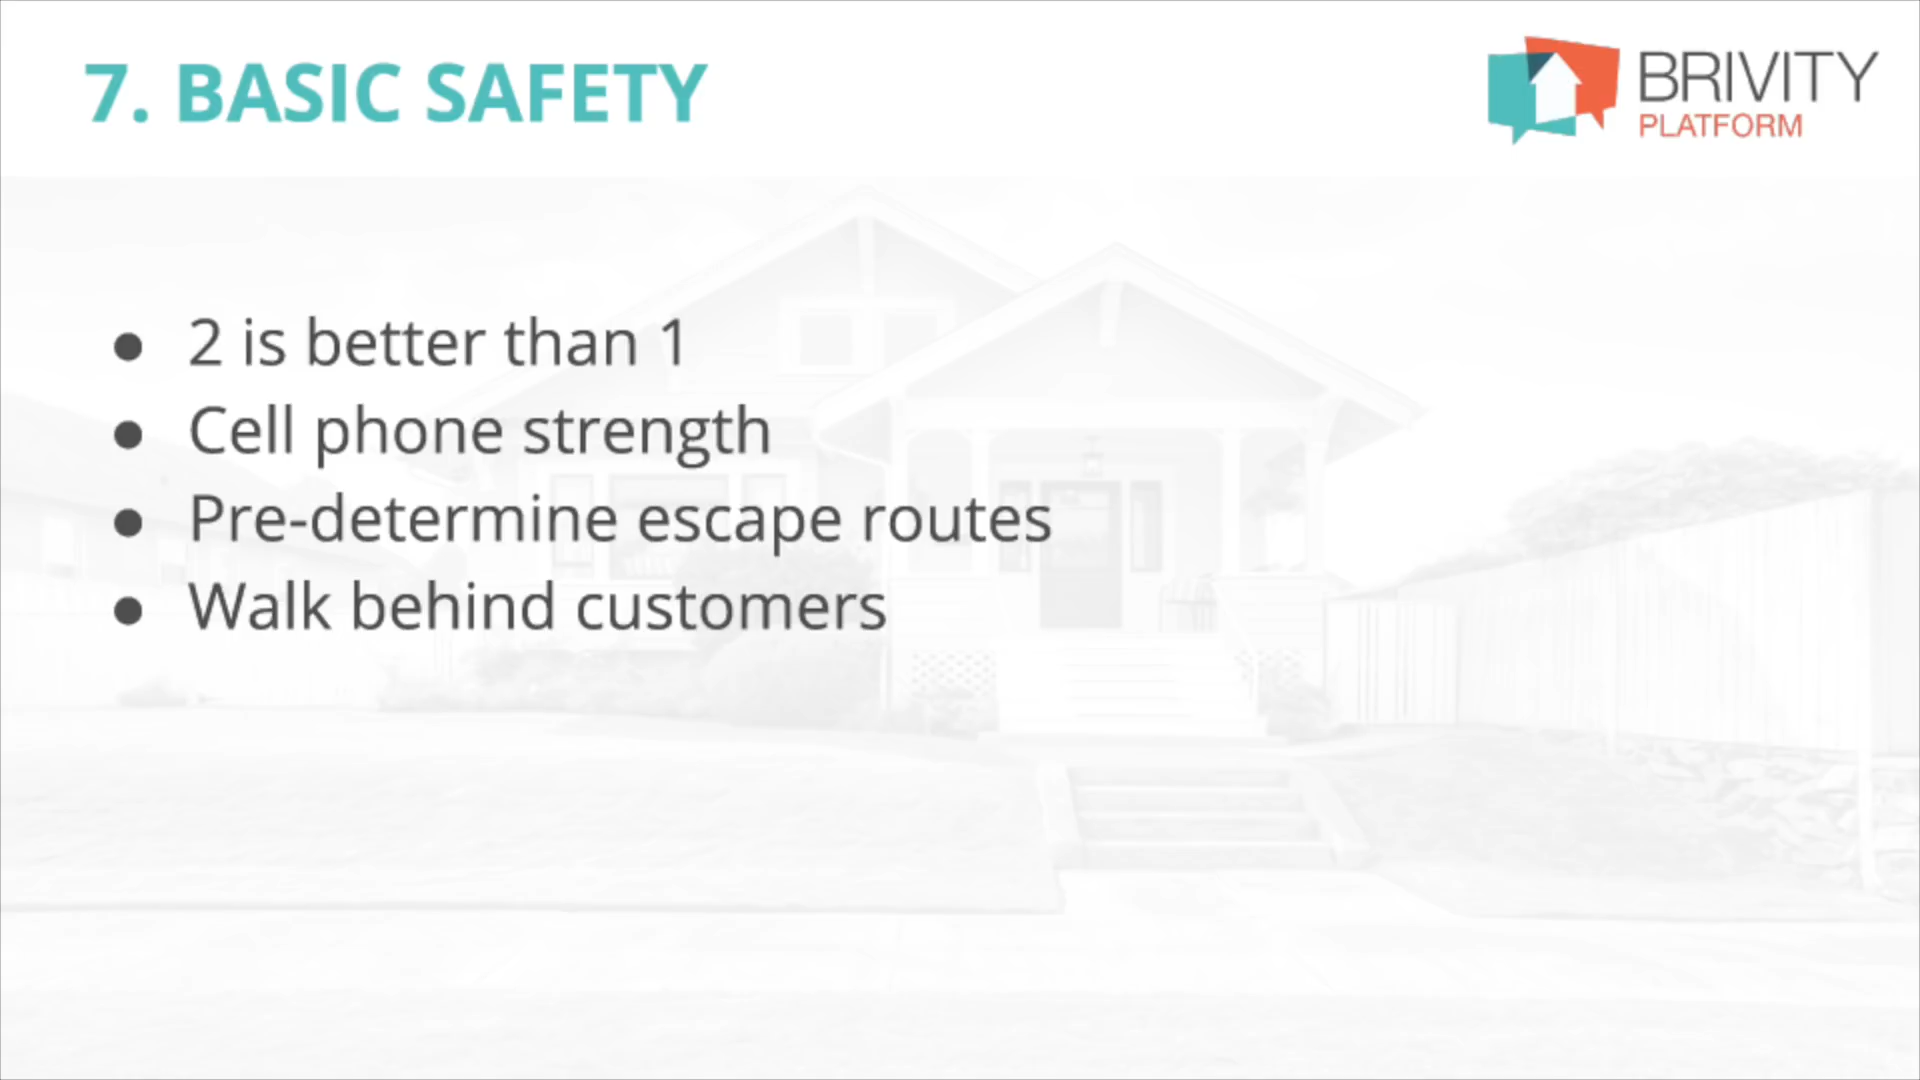 7. BASIC SAFETY
BRIVITY
PLATFORM
● 2 is better than 1
● Cell phone strength
● Pre-determine escape routes
● Walk behind customers